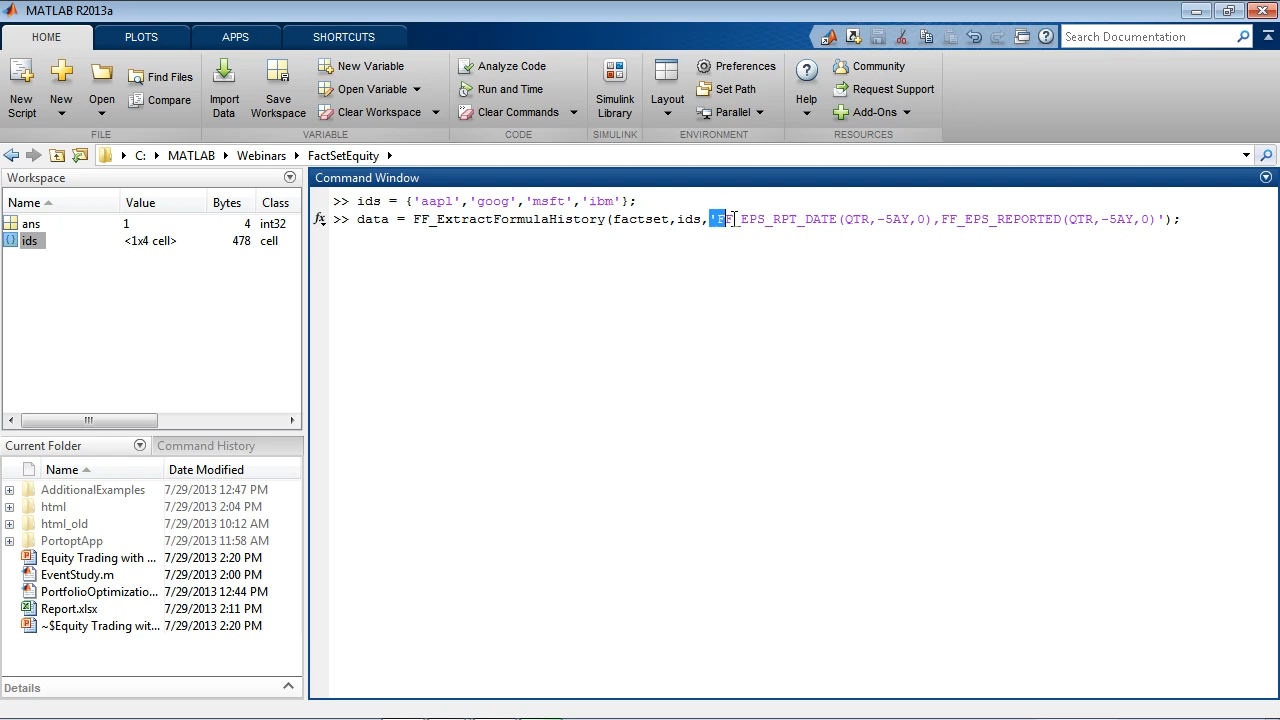 MATLAB R2013a
HOME PLOTS APPS SHORTCUTS
Search Documentation
New Script
New
Open
Find Files
Compare
Import Data
Save Workspace
New Variable
Open Variable
Clear Workspace
Analyze Code
Run and Time
Clear Commands
Simulink Library
Layout
Preferences
Set Path
Parallel
Help
Community
Request Support
Add-Ons
FILE VARIABLE CODE SIMULINK ENVIRONMENT RESOURCES
C: MATLAB Webinars FactSetEquity
Workspace
Name Value Bytes Class
ans 1 4 int32
ids <1x4 cell> 478 cell
Command Window
>> ids = {'aapl','goog','msft','ibm'};
fx >> data = FF_ExtractFormulaHistory(factset,ids,'FF_EPS_RPT_DATE(QTR,-5AY,0),FF_EPS_REPORTED(QTR,-5AY,0)');
Current Folder Command History
Name Date Modified
AdditionalExamples 7/29/2013 12:47 PM
html 7/29/2013 2:04 PM
html_old 7/29/2013 10:12 AM
PortoptApp 7/29/2013 11:58 AM
Equity Trading with ... 7/29/2013 2:20 PM
EventStudy.m 7/29/2013 2:00 PM
PortfolioOptimizatio... 7/29/2013 12:44 PM
Report.xlsx 7/29/2013 2:11 PM
~$Equity Trading wit... 7/29/2013 2:20 PM
Details